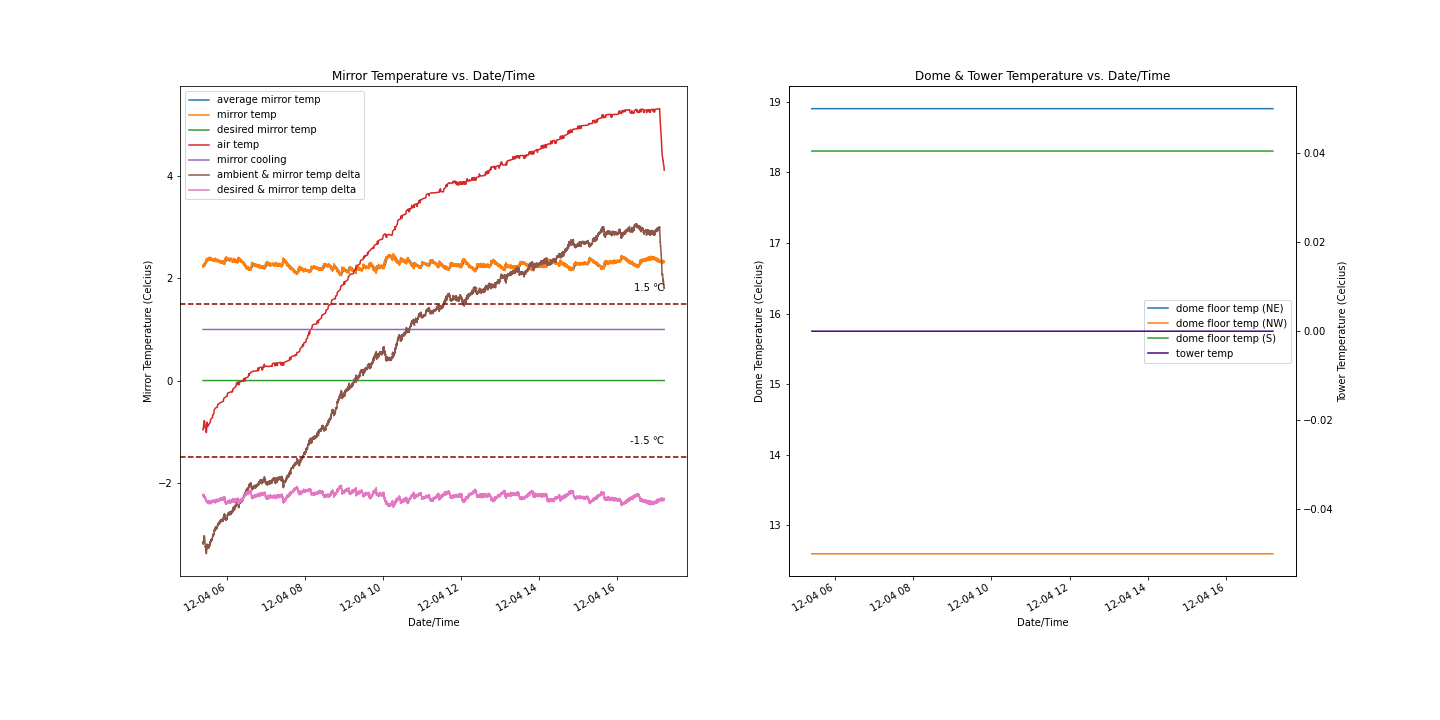 Mirror Temperature vs. Date/Time
average mirror temp
mirror temp
desired mirror temp
air temp
mirror cooling
ambient & mirror temp delta
desired & mirror temp delta
4
2
0
−2
Mirror Temperature (Celcius)
1.5 °C
-1.5 °C
12-04 06
12-04 08
12-04 10
12-04 12
12-04 14
12-04 16
Date/Time
Dome & Tower Temperature vs. Date/Time
19
18
17
16
15
14
13
Dome Temperature (Celcius)
dome floor temp (NE)
dome floor temp (NW)
dome floor temp (S)
tower temp
0.04
0.02
0.00
−0.02
−0.04
Tower Temperature (Celcius)
12-04 06
12-04 08
12-04 10
12-04 12
12-04 14
12-04 16
Date/Time